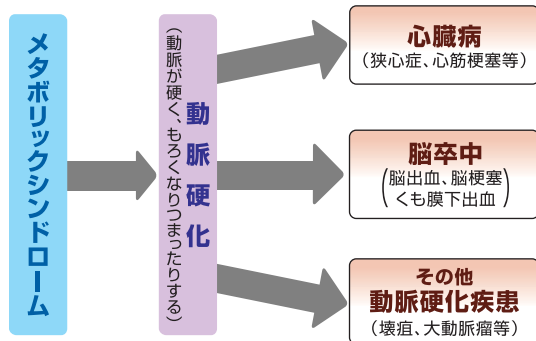 メタボリックシンドローム
動脈硬化
(動脈が硬く、もろくなりつまったりする)
心臓病
(狭心症、心筋梗塞等)
脳卒中
(脳出血、脳梗塞
くも膜下出血)
その他
動脈硬化疾患
(壊疽、大動脈瘤等)